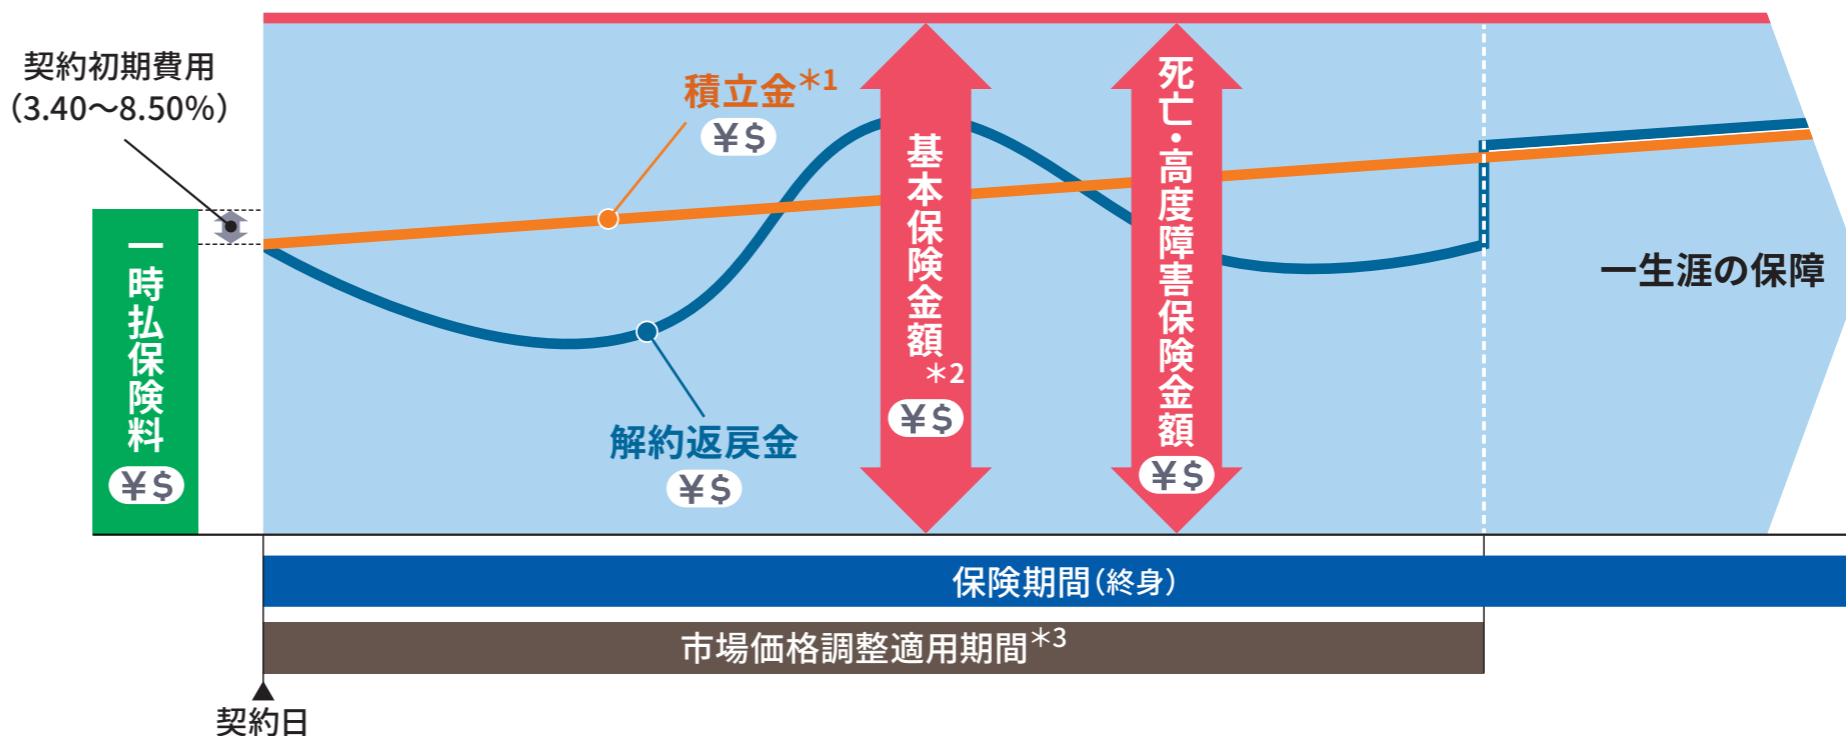 契約初期費用
（3.40〜8.50%）
積立金＊1
¥$
基本保険金額＊2
¥$
死亡・高度障害保険金額
¥$
一時払保険料
¥$
解約返戻金
¥$
一生涯の保障
保険期間（終身）
市場価格調整適用期間＊3
契約日